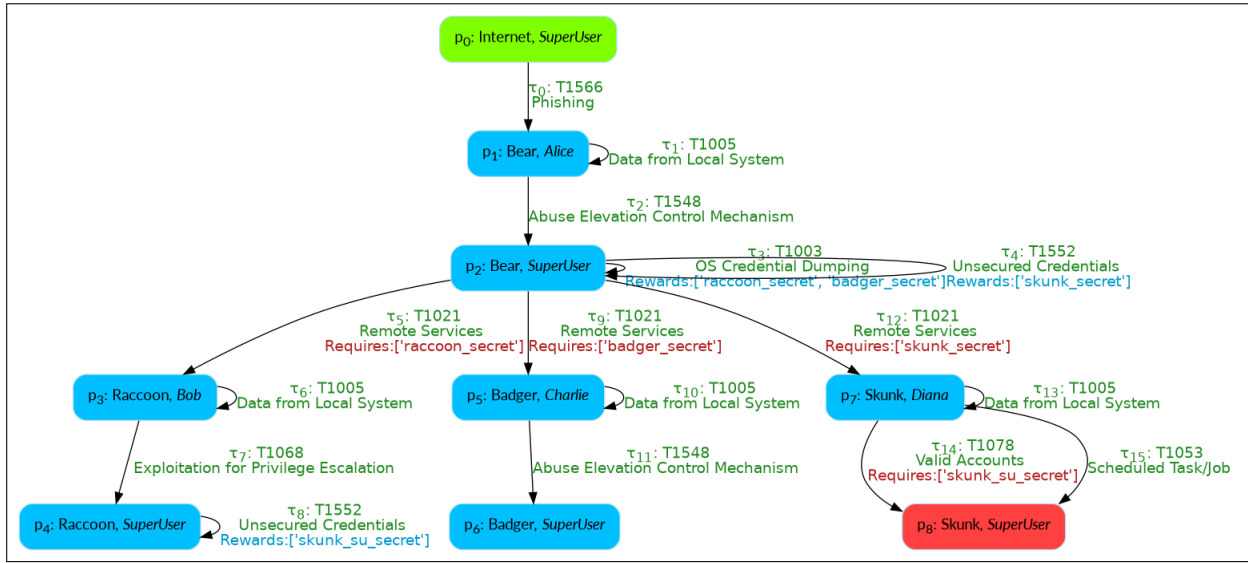 p0: Internet, SuperUser
τ0: T1566
Phishing
p1: Bear, Alice
τ1: T1005
Data from Local System
τ2: T1548
Abuse Elevation Control Mechanism
p2: Bear, SuperUser
τ3: T1003
OS Credential Dumping
Rewards:['raccoon_secret', 'badger_secret']
τ4: T1552
Unsecured Credentials
Rewards:['skunk_secret']
τ5: T1021
Remote Services
Requires:['raccoon_secret']
τ9: T1021
Remote Services
Requires:['badger_secret']
τ12: T1021
Remote Services
Requires:['skunk_secret']
p3: Raccoon, Bob
τ6: T1005
Data from Local System
p5: Badger, Charlie
τ10: T1005
Data from Local System
p7: Skunk, Diana
τ13: T1005
Data from Local System
τ7: T1068
Exploitation for Privilege Escalation
τ11: T1548
Abuse Elevation Control Mechanism
τ14: T1078
Valid Accounts
Requires:['skunk_su_secret']
τ15: T1053
Scheduled Task/Job
p4: Raccoon, SuperUser
τ8: T1552
Unsecured Credentials
Rewards:['skunk_su_secret']
p6: Badger, SuperUser
p8: Skunk, SuperUser